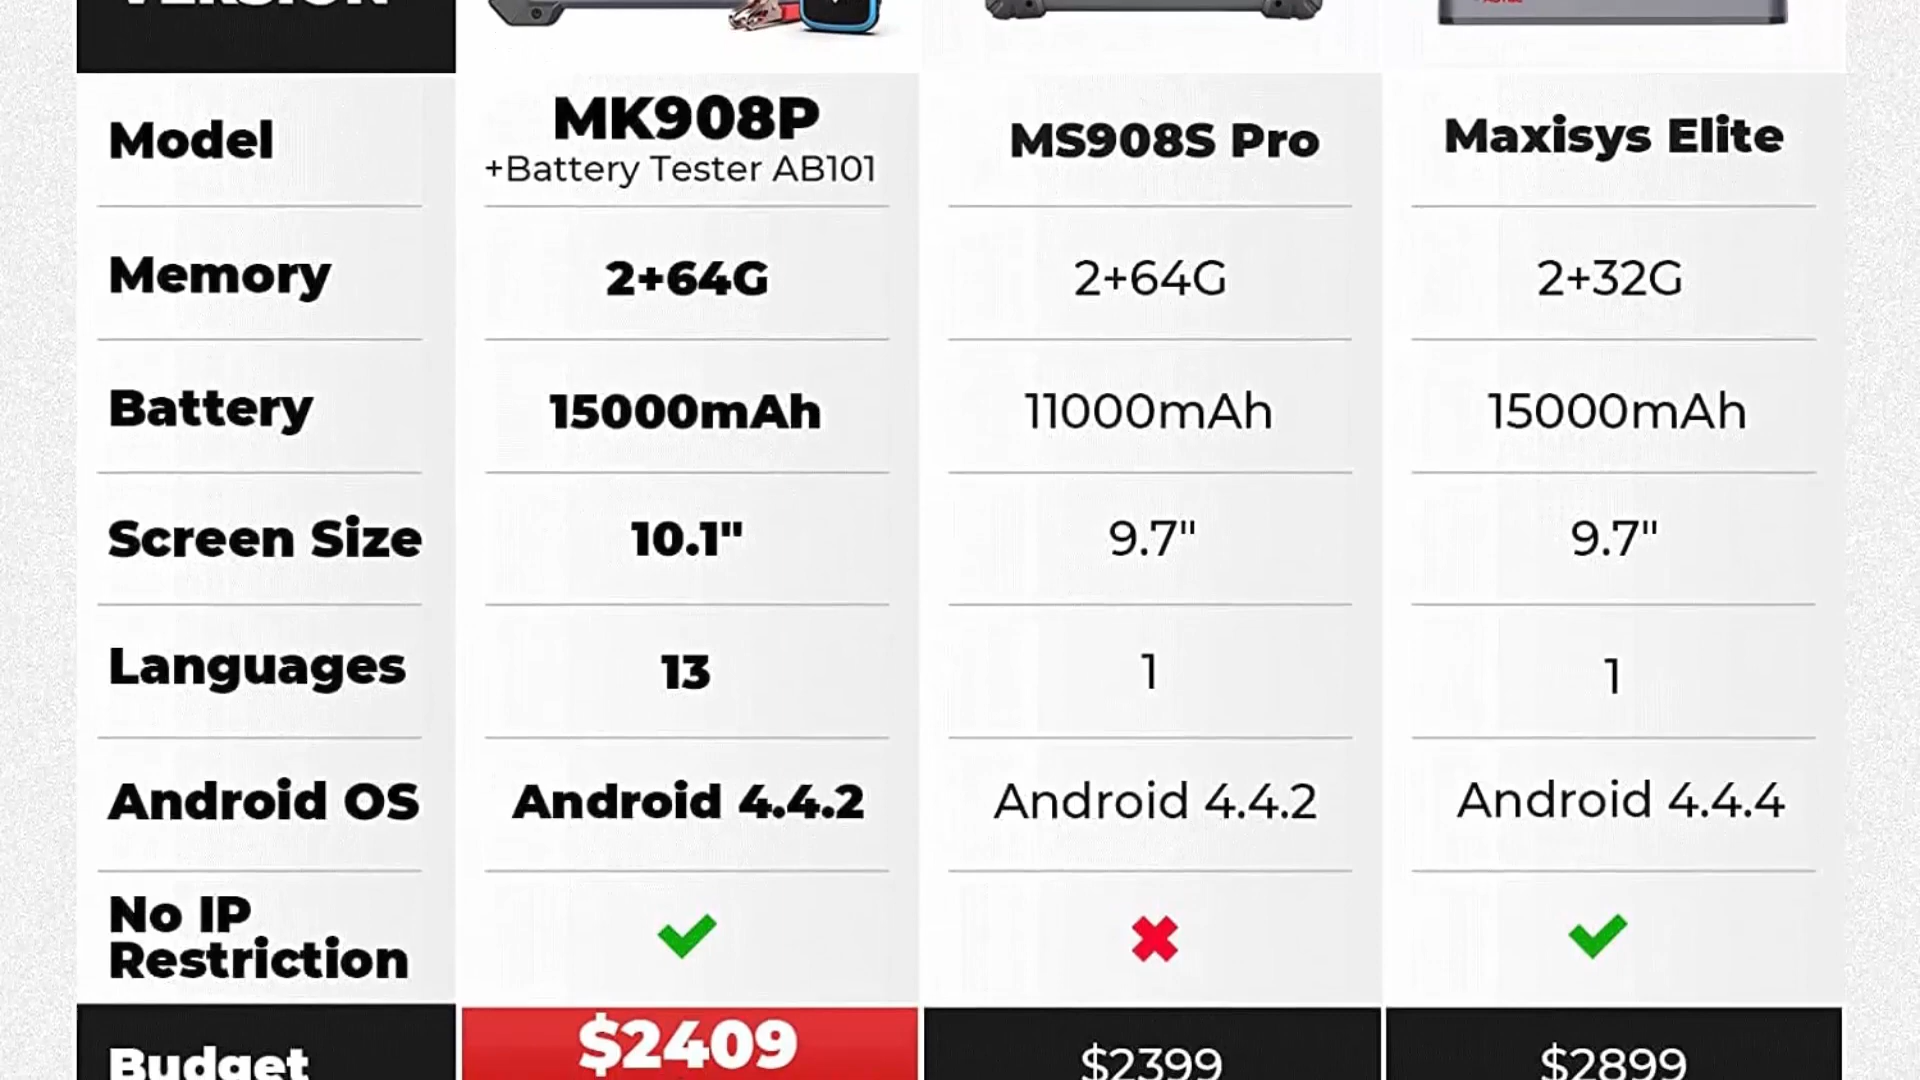 VERSION
Model
MK908P
+Battery Tester AB101
MS908S Pro
Maxisys Elite
Memory
2+64G
2+64G
2+32G
Battery
15000mAh
11000mAh
15000mAh
Screen Size
10.1"
9.7"
9.7"
Languages
13
1
1
Android OS
Android 4.4.2
Android 4.4.2
Android 4.4.4
No IP
Restriction
Budget
$2409
$2399
$2899